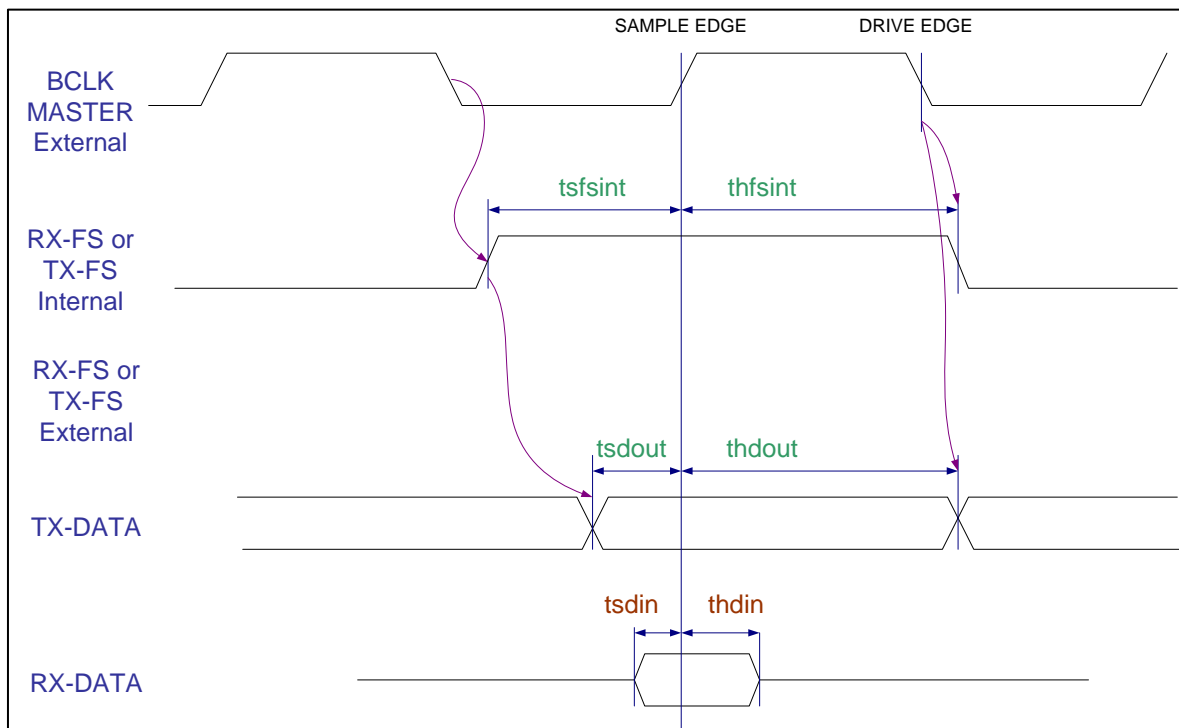 SAMPLE EDGE
DRIVE EDGE
BCLK
MASTER
External
tsfsint
thfsint
RX-FS or
TX-FS
Internal
RX-FS or
TX-FS
External
tsdout
thdout
TX-DATA
tsdin
thdin
RX-DATA